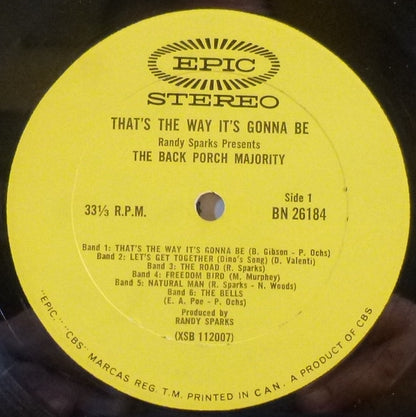 EPIC
STEREO
THAT'S THE WAY IT'S GONNA BE
Randy Sparks Presents
THE BACK PORCH MAJORITY
33⅓ R.P.M.
Side 1
BN 26184
Band 1: THAT'S THE WAY IT'S GONNA BE (B. Gibson - P. Ochs)
Band 2: LET'S GET TOGETHER (Dino's Song) (D. Valenti)
Band 3: THE ROAD (R. Sparks)
Band 4: FREEDOM BIRD (M. Murphey)
Band 5: NATURAL MAN (R. Sparks - N. Woods)
Band 6: THE BELLS
(E. A. Poe - P. Ochs)
Produced by
RANDY SPARKS
(XSB 112007)
"EPIC", "CBS" MARCAS REG. T.M. PRINTED IN CAN. A PRODUCT OF CBS